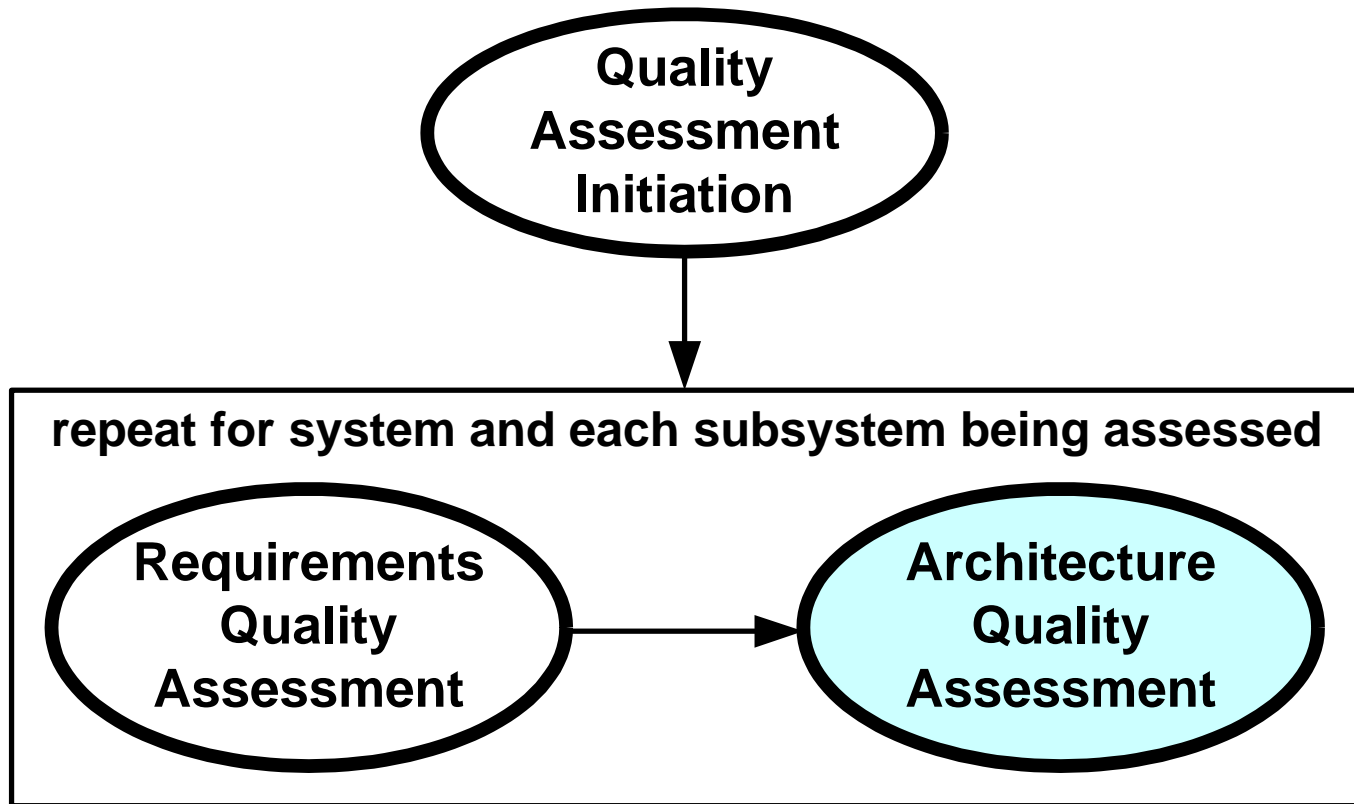 Quality
Assessment
Initiation
repeat for system and each subsystem being assessed
Requirements
Quality
Assessment
Architecture
Quality
Assessment